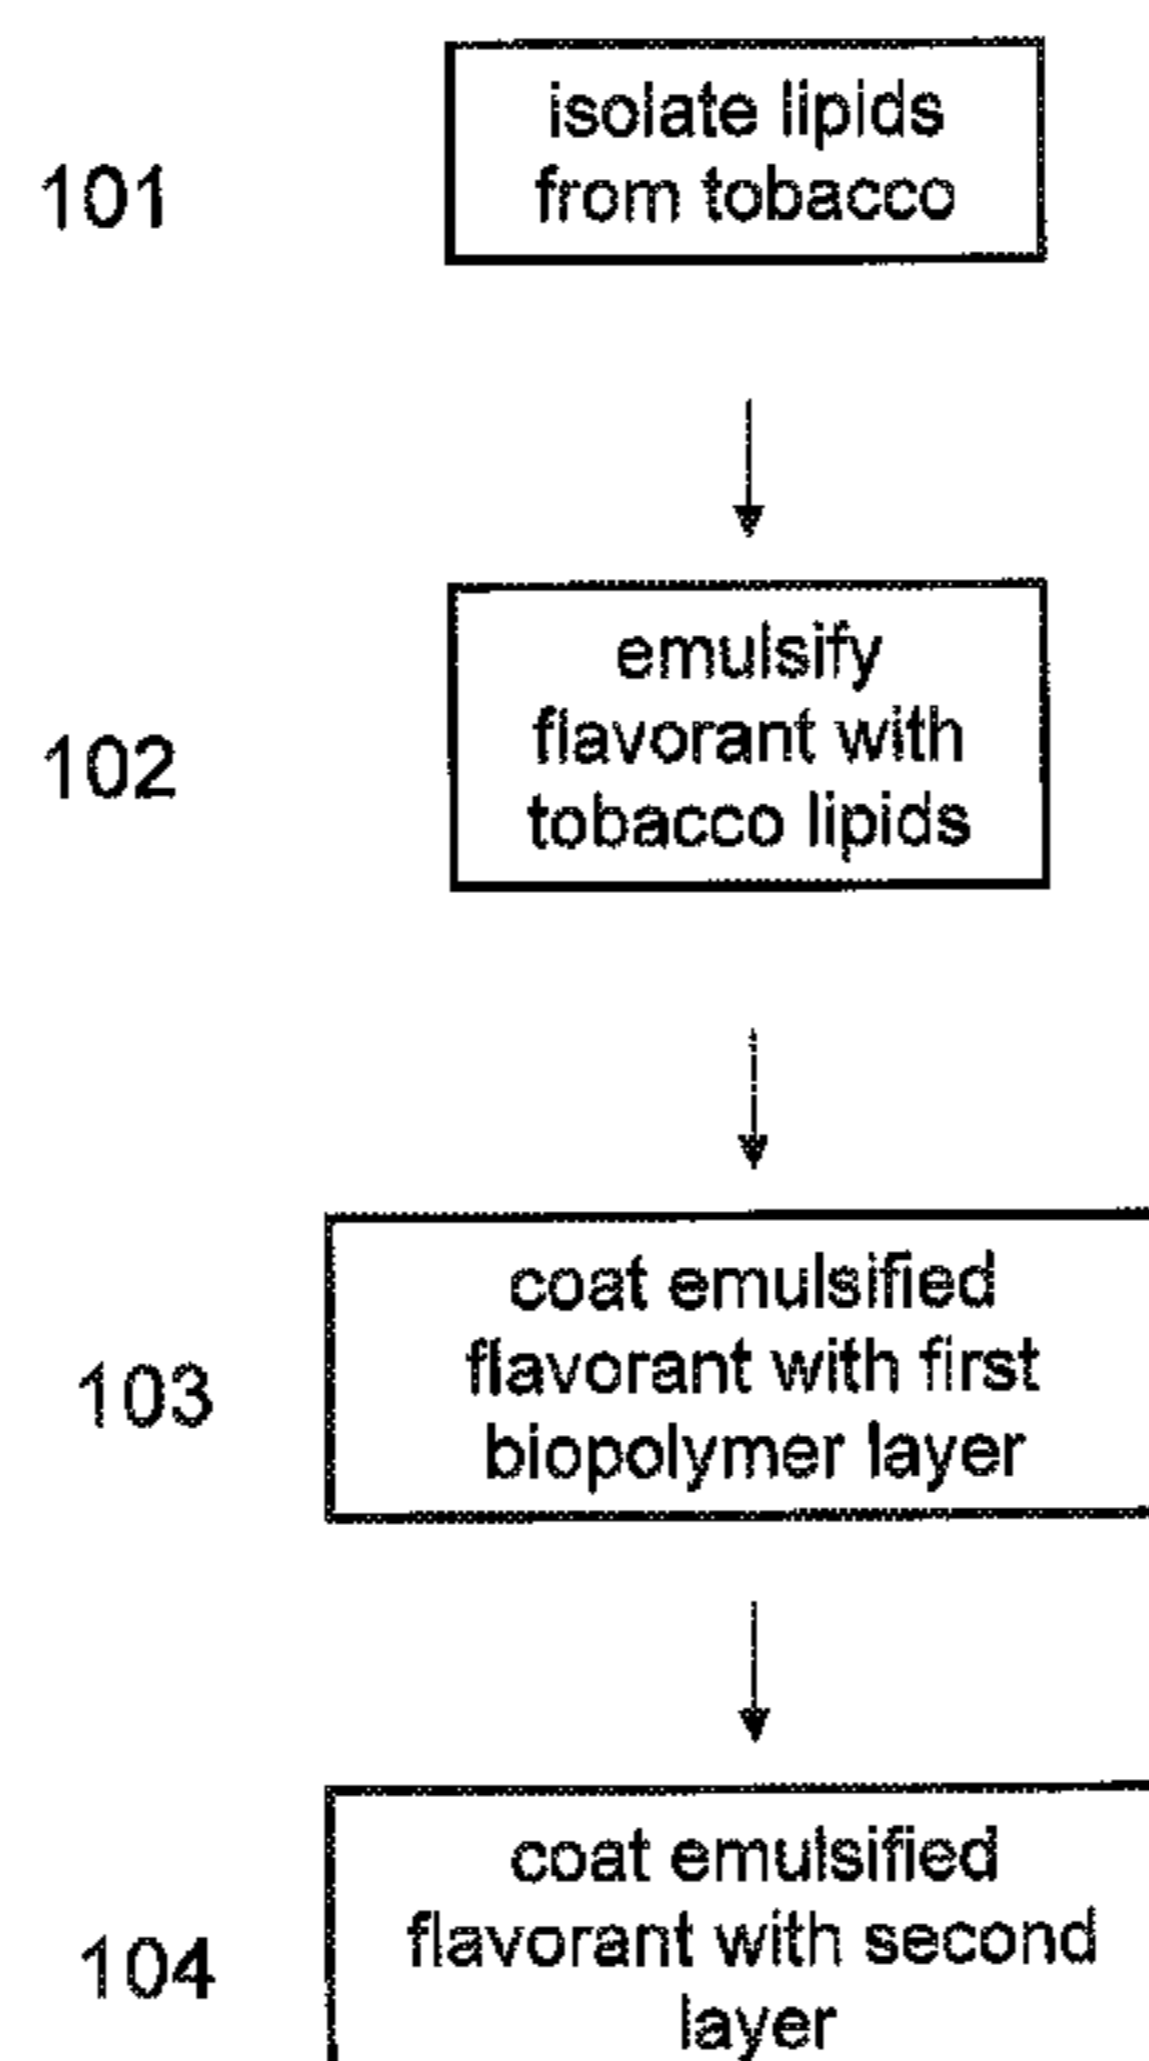 101
isolate lipids
from tobacco
102
emulsify
flavorant with
tobacco lipids
103
coat emulsified
flavorant with first
biopolymer layer
104
coat emulsified
flavorant with second
layer